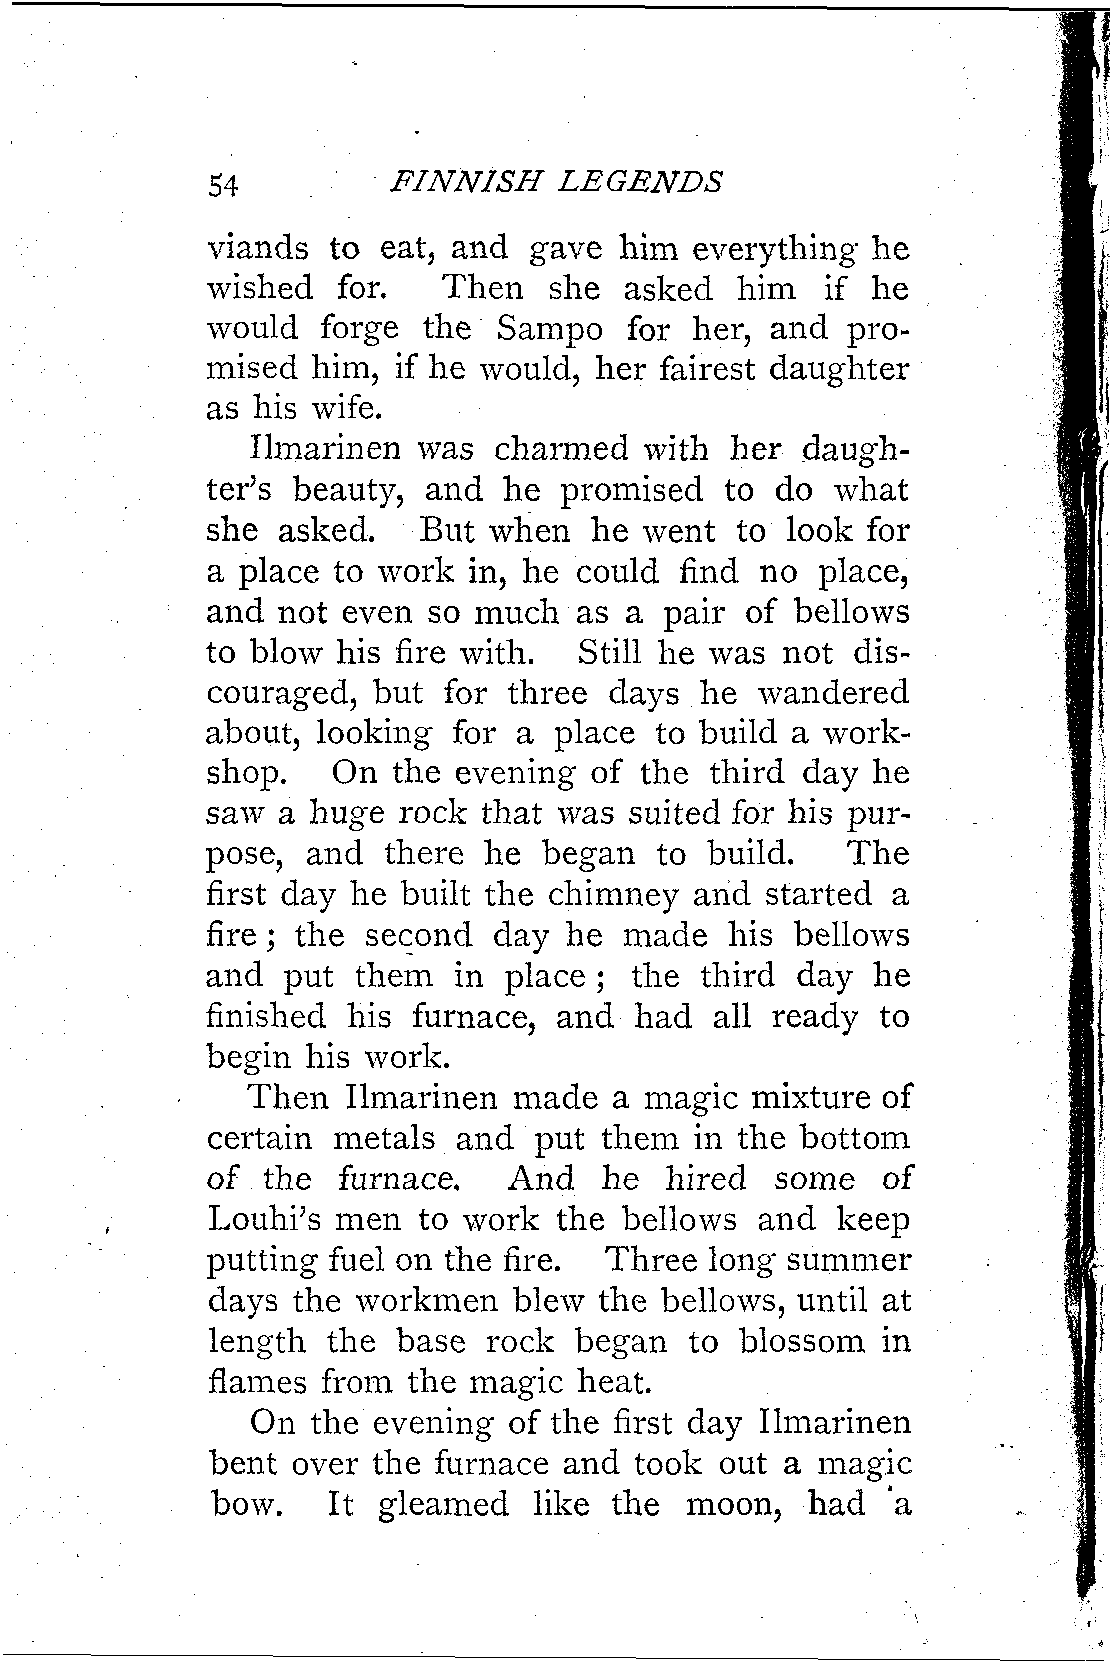 54 FINNISH LEGENDS
viands to eat, and gave him everything he
wished for. Then she asked him if he
would forge the Sampo for her, and pro-
mised him, if he would, her fairest daughter
as his wife.
Ilmarinen was charmed with her daugh-
ter's beauty, and he promised to do what
she asked. But when he went to look for
a place to work in, he could find no place,
and not even so much as a pair of bellows
to blow his fire with. Still he was not dis-
couraged, but for three days he wandered
about, looking for a place to build a work-
shop. On the evening of the third day he
saw a huge rock that was suited for his pur-
pose, and there he began to build. The
first day he built the chimney and started a
fire ; the second day he made his bellows
and put them in place ; the third day he
finished his furnace, and had all ready to
begin his work.
Then Ilmarinen made a magic mixture of
certain metals and put them in the bottom
of the furnace. And he hired some of
Louhi's men to work the bellows and keep
putting fuel on the fire. Three long summer
days the workmen blew the bellows, until at
length the base rock began to blossom in
flames from the magic heat.
On the evening of the first day Ilmarinen
bent over the furnace and took out a magic
bow. It gleamed like the moon, had a